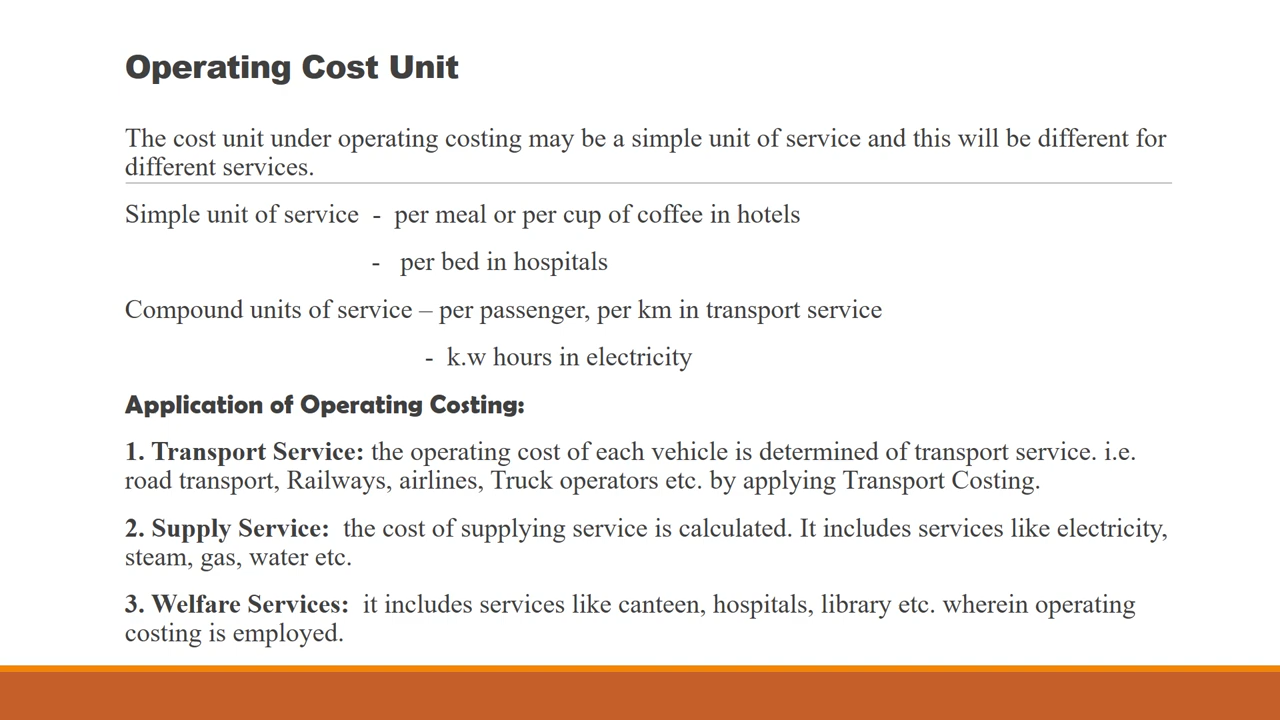 Operating Cost Unit
The cost unit under operating costing may be a simple unit of service and this will be different for
different services.
Simple unit of service - per meal or per cup of coffee in hotels
- per bed in hospitals
Compound units of service – per passenger, per km in transport service
- k.w hours in electricity
Application of Operating Costing:
1. Transport Service: the operating cost of each vehicle is determined of transport service. i.e.
road transport, Railways, airlines, Truck operators etc. by applying Transport Costing.
2. Supply Service: the cost of supplying service is calculated. It includes services like electricity,
steam, gas, water etc.
3. Welfare Services: it includes services like canteen, hospitals, library etc. wherein operating
costing is employed.